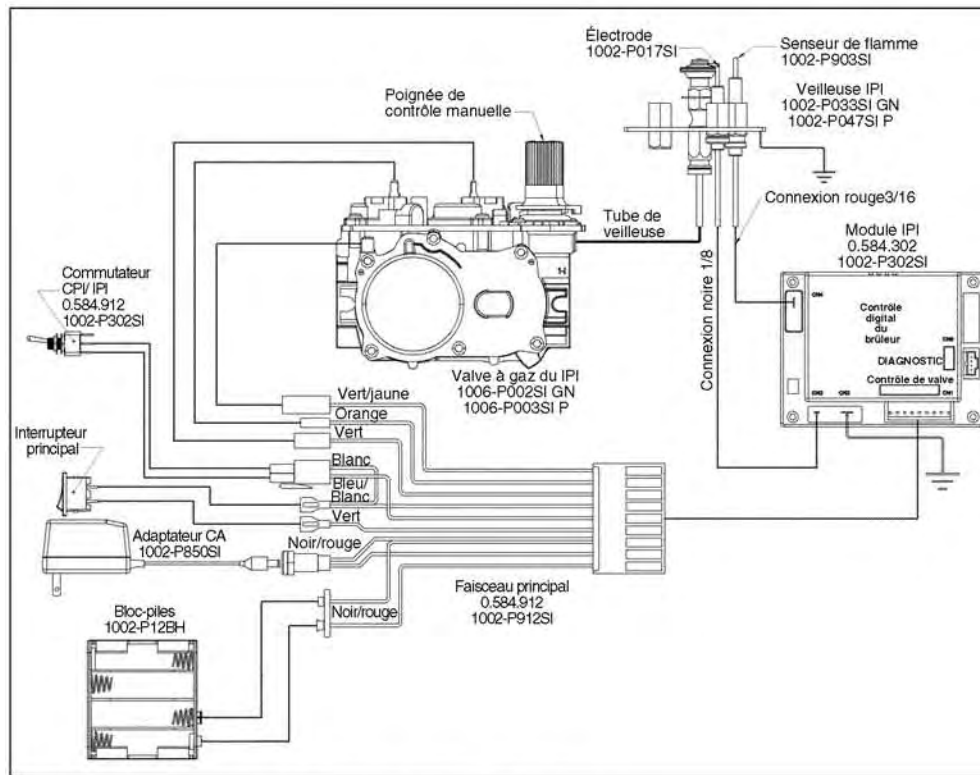 Électrode
1002-P017SI
Senseur de flamme
1002-P903SI
Veilleuse IPI
1002-P033SI GN
1002-P047SI P
Poignée de
contrôle manuelle
Connexion rouge3/16
Tube de
veilleuse
Module IPI
0.584.302
1002-P302SI
Connexion noire 1/8
Commutateur
CPI/ IPI
0.584.912
1002-P302SI
Contrôle
digital
du
brûleur
DIAGNOSTIC
Contrôle de valve
CN1
Valve à gaz du IPI
1006-P002SI GN
1006-P003SI P
Vert/jaune
Orange
Vert
Interrupteur
principal
Blanc
Bleu/
Blanc
Vert
Adaptateur CA
1002-P850SI
Noir/rouge
Faisceau principal
0.584.912
1002-P912SI
Bloc-piles
1002-P12BH
Noir/rouge